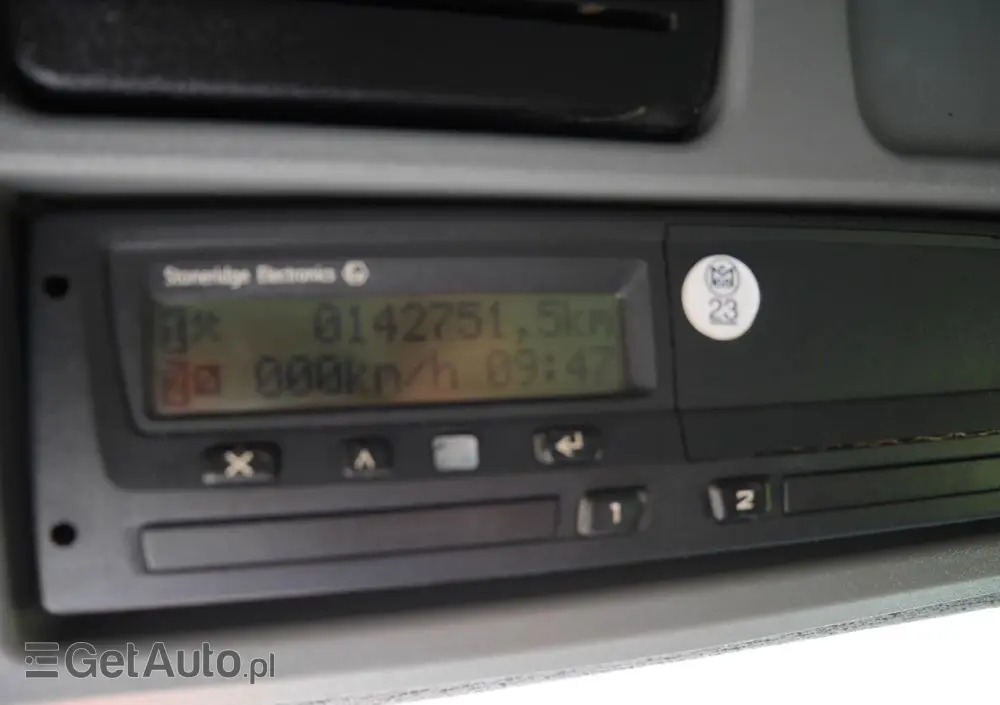 Stoneridge Electronics
0142751,5km
000km/h 09:47
23
1
2
GetAuto.pl